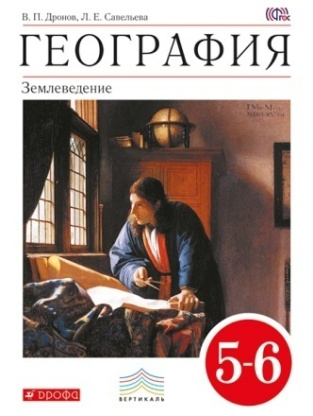 В. П. Дронов, Л. Е. Савельева
ФГОС
ГЕОГРАФИЯ
Землеведение
5-6
дрофа
ВЕРТИКАЛЬ